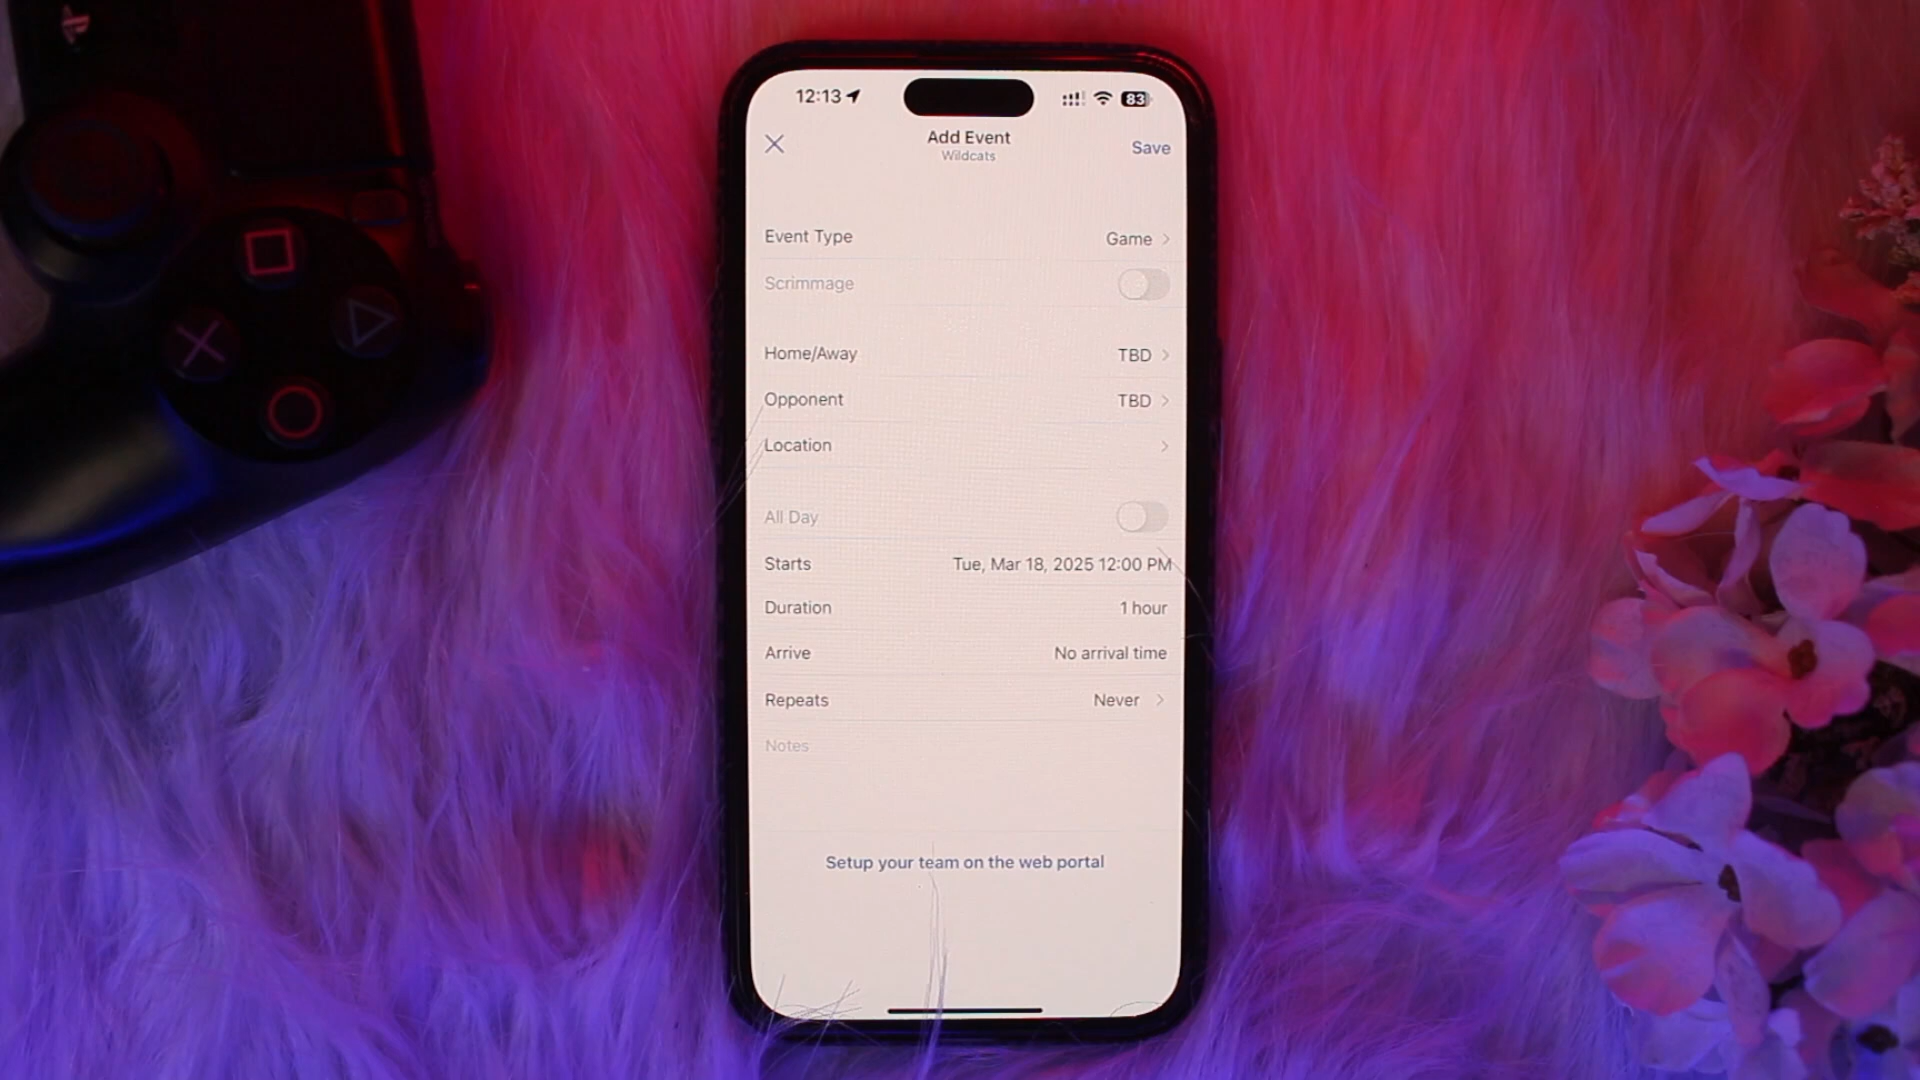 12:13
83
Add Event
Wildcats
Save
Event Type Game
Scrimmage
Home/Away TBD
Opponent TBD
Location
All Day
Starts Tue, Mar 18, 2025 12:00 PM
Duration 1 hour
Arrive No arrival time
Repeats Never
Notes
Setup your team on the web portal